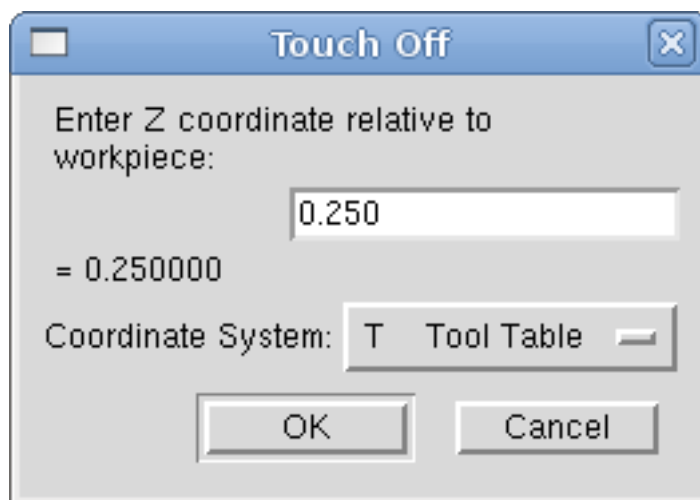 Touch Off
Enter Z coordinate relative to
workpiece:
0.250
= 0.250000
Coordinate System: T Tool Table
OK Cancel